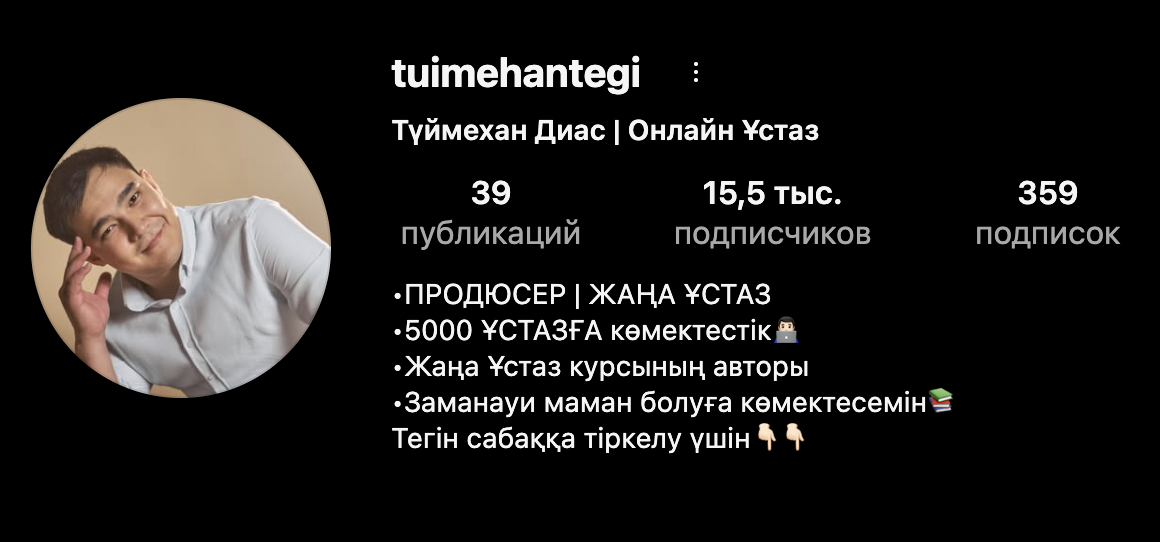 tuimehantegi
Түймехан Диас | Онлайн Ұстаз
39 15,5 тыс. 359
публикаций подписчиков подписок
•ПРОДЮСЕР | ЖАҢА ҰСТАЗ
•5000 ҰСТАЗҒА көмектестік👨🏻‍💻
•Жаңа Ұстаз курсының авторы
•Заманауи маман болуға көмектесемін📚
Тегін сабаққа тіркелу үшін👇🏻👇🏻